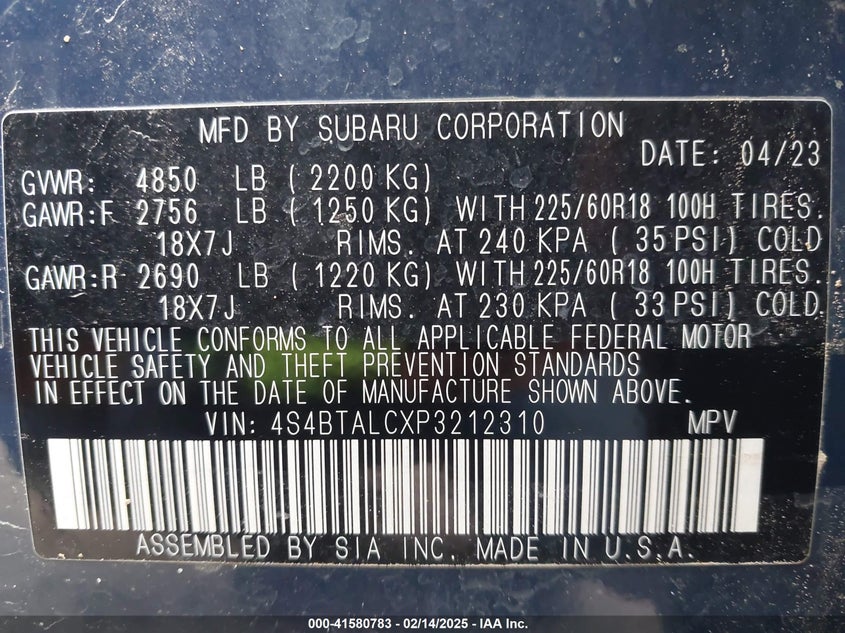 MFD BY SUBARU CORPORATION
DATE: 04/23
GVWR: 4850 LB ( 2200 KG)
GAWR:F 2756 LB ( 1250 KG) WITH 225/60R18 100H TIRES.
18X7J RIMS. AT 240 KPA ( 35 PSI) COLD
GAWR:R 2690 LB ( 1220 KG) WITH 225/60R18 100H TIRES.
18X7J RIMS. AT 230 KPA ( 33 PSI) COLD.
THIS VEHICLE CONFORMS TO ALL APPLICABLE FEDERAL MOTOR
VEHICLE SAFETY AND THEFT PREVENTION STANDARDS
IN EFFECT ON THE DATE OF MANUFACTURE SHOWN ABOVE.
VIN: 4S4BTALCXP3212310 MPV
ASSEMBLED BY SIA INC. MADE IN U.S.A.
000-41580783 - 02/14/2025 - IAA Inc.